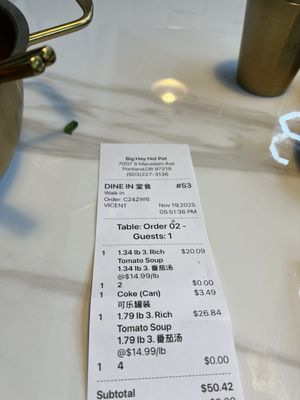 Big Hey Hot Pot
7007 S Macadam Ave
Portland,OR 97219
(503)227-3136
DINE IN 堂食 #53
Walk In
Order: C24ZW6
VICENT Nov 19,2025
05:51:36 PM
Table: Order 02 -
Guests: 1
1 1.34 lb 3. Rich $20.09
Tomato Soup
1.34 lb 3. 番茄汤
@$14.99/lb
1 2 $0.00
1 Coke (Can) $3.49
可乐罐装
1 1.79 lb 3. Rich $26.84
Tomato Soup
1.79 lb 3. 番茄汤
@$14.99/lb
1 4 $0.00
Subtotal $50.42